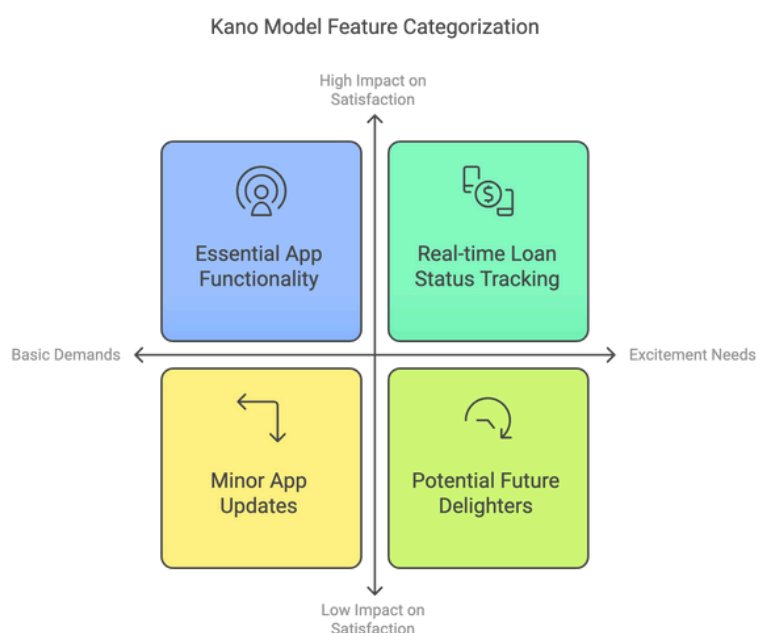 Kano Model Feature Categorization
High Impact on
Satisfaction
Essential App
Functionality
$
Real-time Loan
Status Tracking
Basic Demands
Excitement Needs
Minor App
Updates
Potential Future
Delighters
Low Impact on
Satisfaction